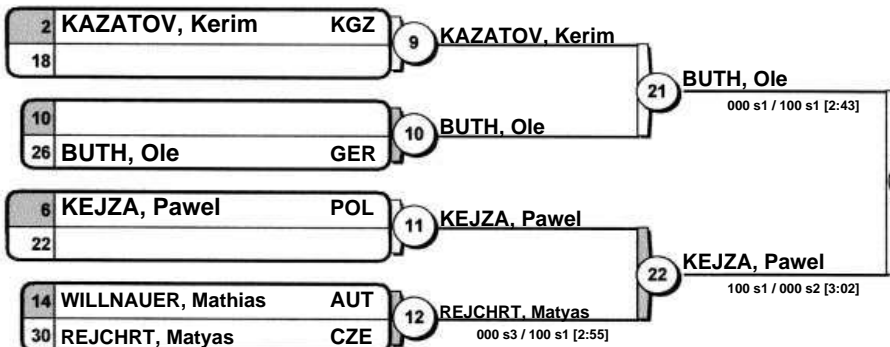 2 KAZATOV, Kerim KGZ
18
9 KAZATOV, Kerim
10
26 BUTH, Ole GER
10 BUTH, Ole
21 BUTH, Ole
000 s1 / 100 s1 [2:43]
6 KEJZA, Pawel POL
22
11 KEJZA, Pawel
14 WILLNAUER, Mathias AUT
30 REJCHRT, Matyas CZE
12 REJCHRT, Matyas
000 s3 / 100 s1 [2:55]
22 KEJZA, Pawel
100 s1 / 000 s2 [3:02]